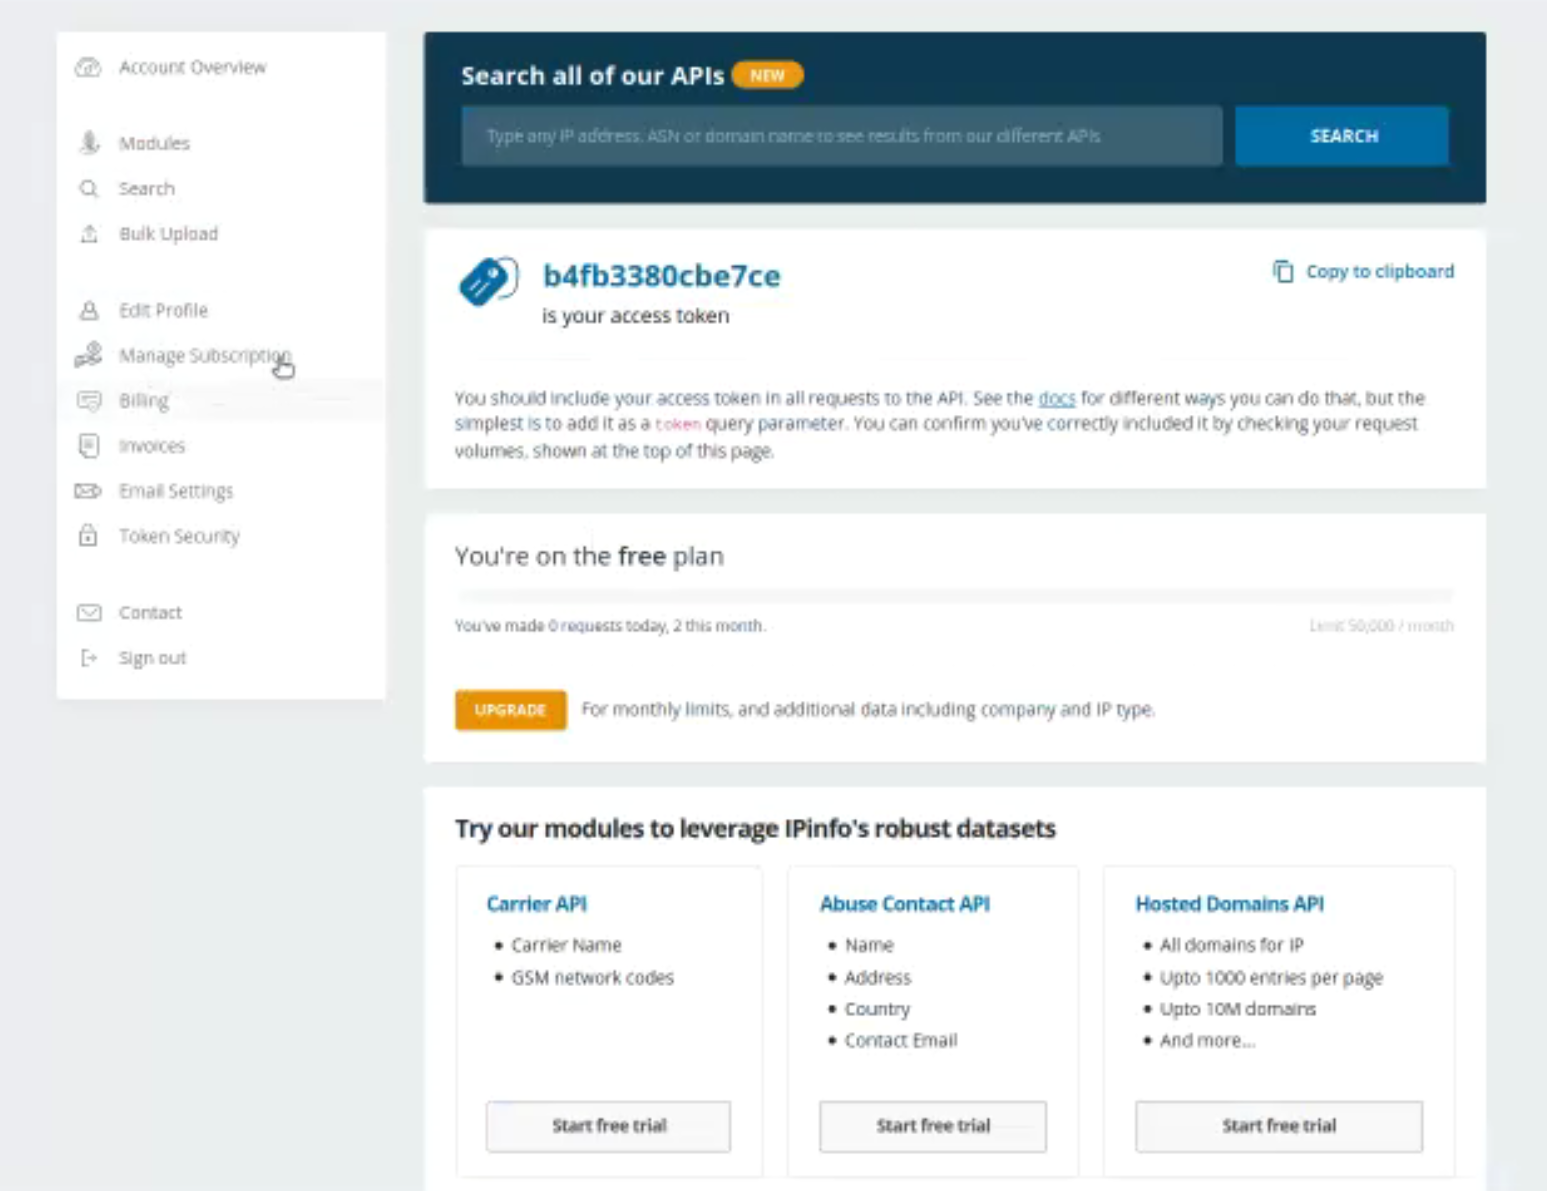 Account Overview
Modules
Search
Bulk Upload
Edit Profile
Manage Subscription
Billing
Invoices
Email Settings
Token Security
Contact
Sign out
Search all of our APIs NEW
Type any IP address, ASN or domain name to see results from our different APIs
SEARCH
b4fb3380cbe7ce
is your access token
Copy to clipboard
You should include your access token in all requests to the API. See the docs for different ways you can do that, but the
simplest is to add it as a token query parameter. You can confirm you've correctly included it by checking your request
volumes, shown at the top of this page.
You're on the free plan
You've made 0 requests today, 2 this month.
Limit 50,000 / month
UPGRADE For monthly limits, and additional data including company and IP type.
Try our modules to leverage IPinfo's robust datasets
Carrier API
• Carrier Name
• GSM network codes
Start free trial
Abuse Contact API
• Name
• Address
• Country
• Contact Email
Start free trial
Hosted Domains API
• All domains for IP
• Upto 1000 entries per page
• Upto 10M domains
• And more...
Start free trial